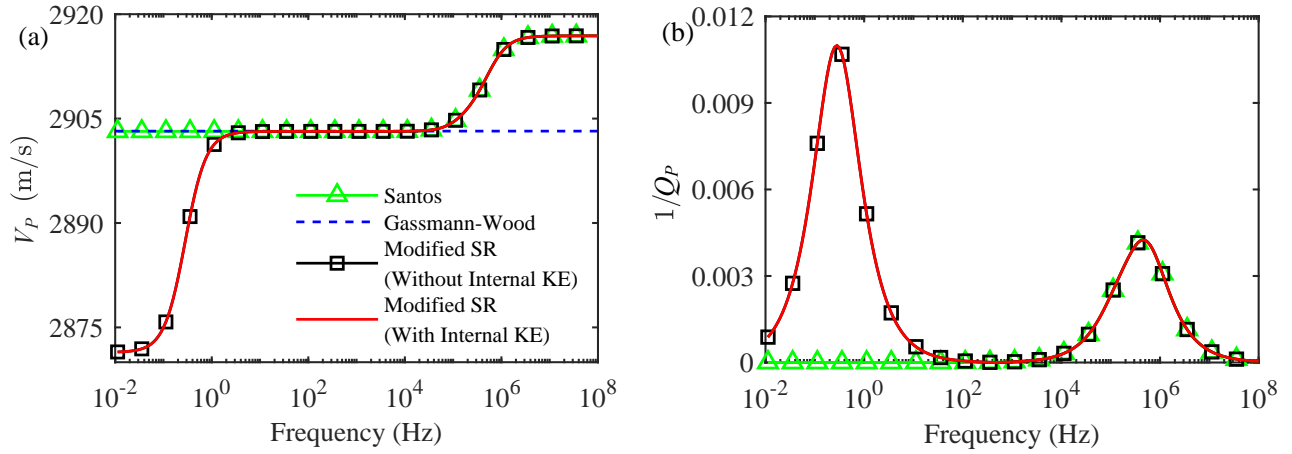 (a)
2920
2905
2890
2875
V_P (m/s)
10^-2 10^0 10^2 10^4 10^6 10^8
Frequency (Hz)
Santos
Gassmann-Wood
Modified SR
(Without Internal KE)
Modified SR
(With Internal KE)
(b)
0.012
0.009
0.006
0.003
0
1/Q_P
10^-2 10^0 10^2 10^4 10^6 10^8
Frequency (Hz)